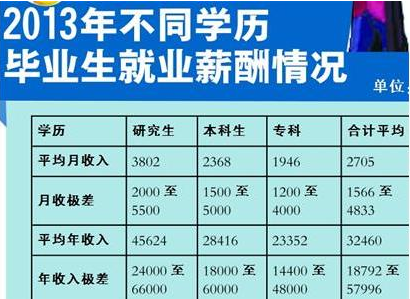 2013年不同学历
毕业生就业薪酬情况
单位:
学历 研究生 本科生 专科 合计平均
平均月收入 3802 2368 1946 2705
月收极差 2000 至 1500 至 1200 至 1566 至
5500 5000 4000 4833
平均年收入 45624 28416 23352 32460
年收入极差 24000 至 18000 至 14400 至 18792 至
66000 60000 48000 57996